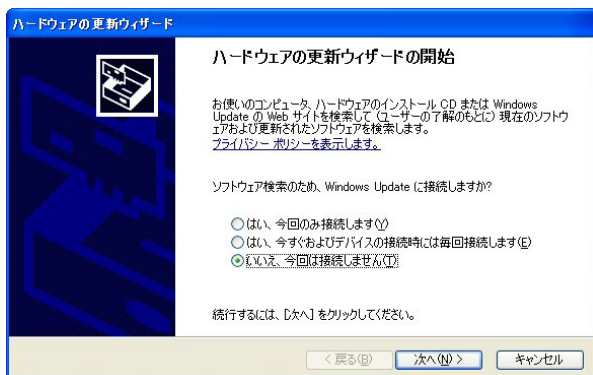 ハードウェアの更新ウィザード
ハードウェアの更新ウィザードの開始
お使いのコンピュータ、ハードウェアのインストール CD または Windows
Update の Web サイトを検索して (ユーザーの了解のもとに) 現在のソフトウ
ェアおよび更新されたソフトウェアを検索します。
プライバシー ポリシーを表示します。
ソフトウェア検索のため、Windows Update に接続しますか?
はい、今回のみ接続します(Y)
はい、今すぐおよびデバイスの接続時には毎回接続します(E)
いいえ、今回は接続しません(T)
続行するには、[次へ] をクリックしてください。
< 戻る(B) 次へ(N) > キャンセル